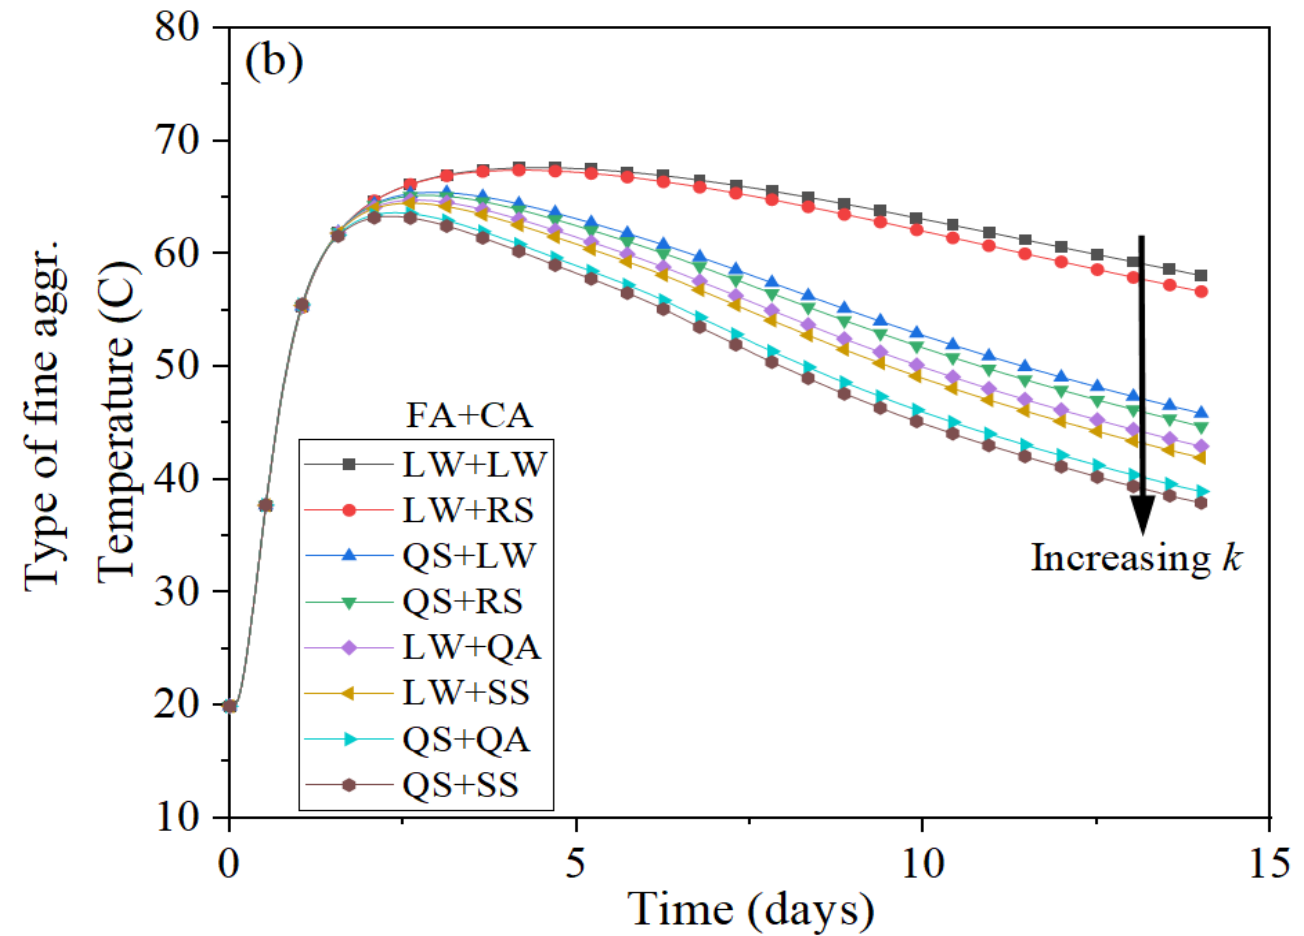 (b)
Type of fine aggr.
Temperature (C)
80
70
60
50
40
30
20
10
FA+CA
LW+LW
LW+RS
QS+LW
QS+RS
LW+QA
LW+SS
QS+QA
QS+SS
Increasing k
0
5
10
15
Time (days)